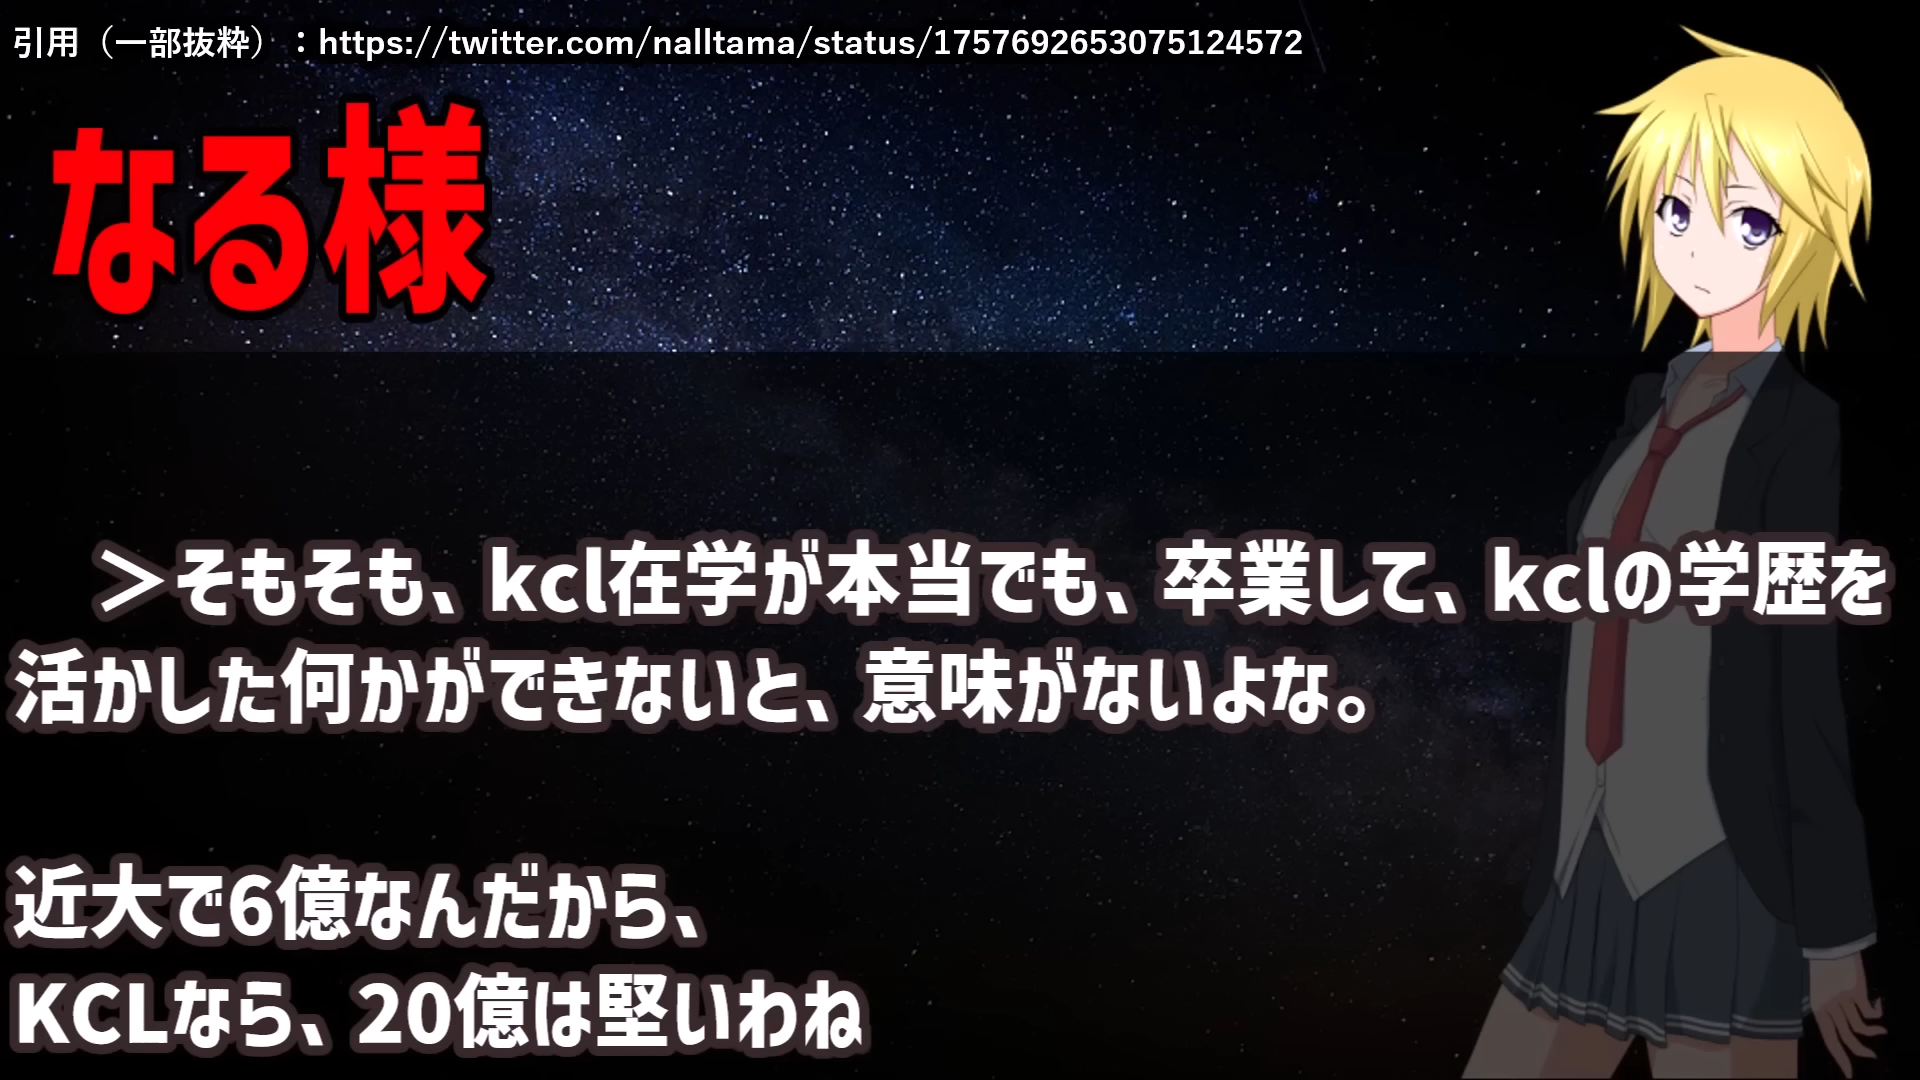 引用（一部抜粋）：https://twitter.com/nalltama/status/1757692653075124572
なる様
＞そもそも、kcl在学が本当でも、卒業して、kclの学歴を
活かした何かができないと、意味がないよな。
近大で6億なんだから、
KCLなら、20億は堅いわね